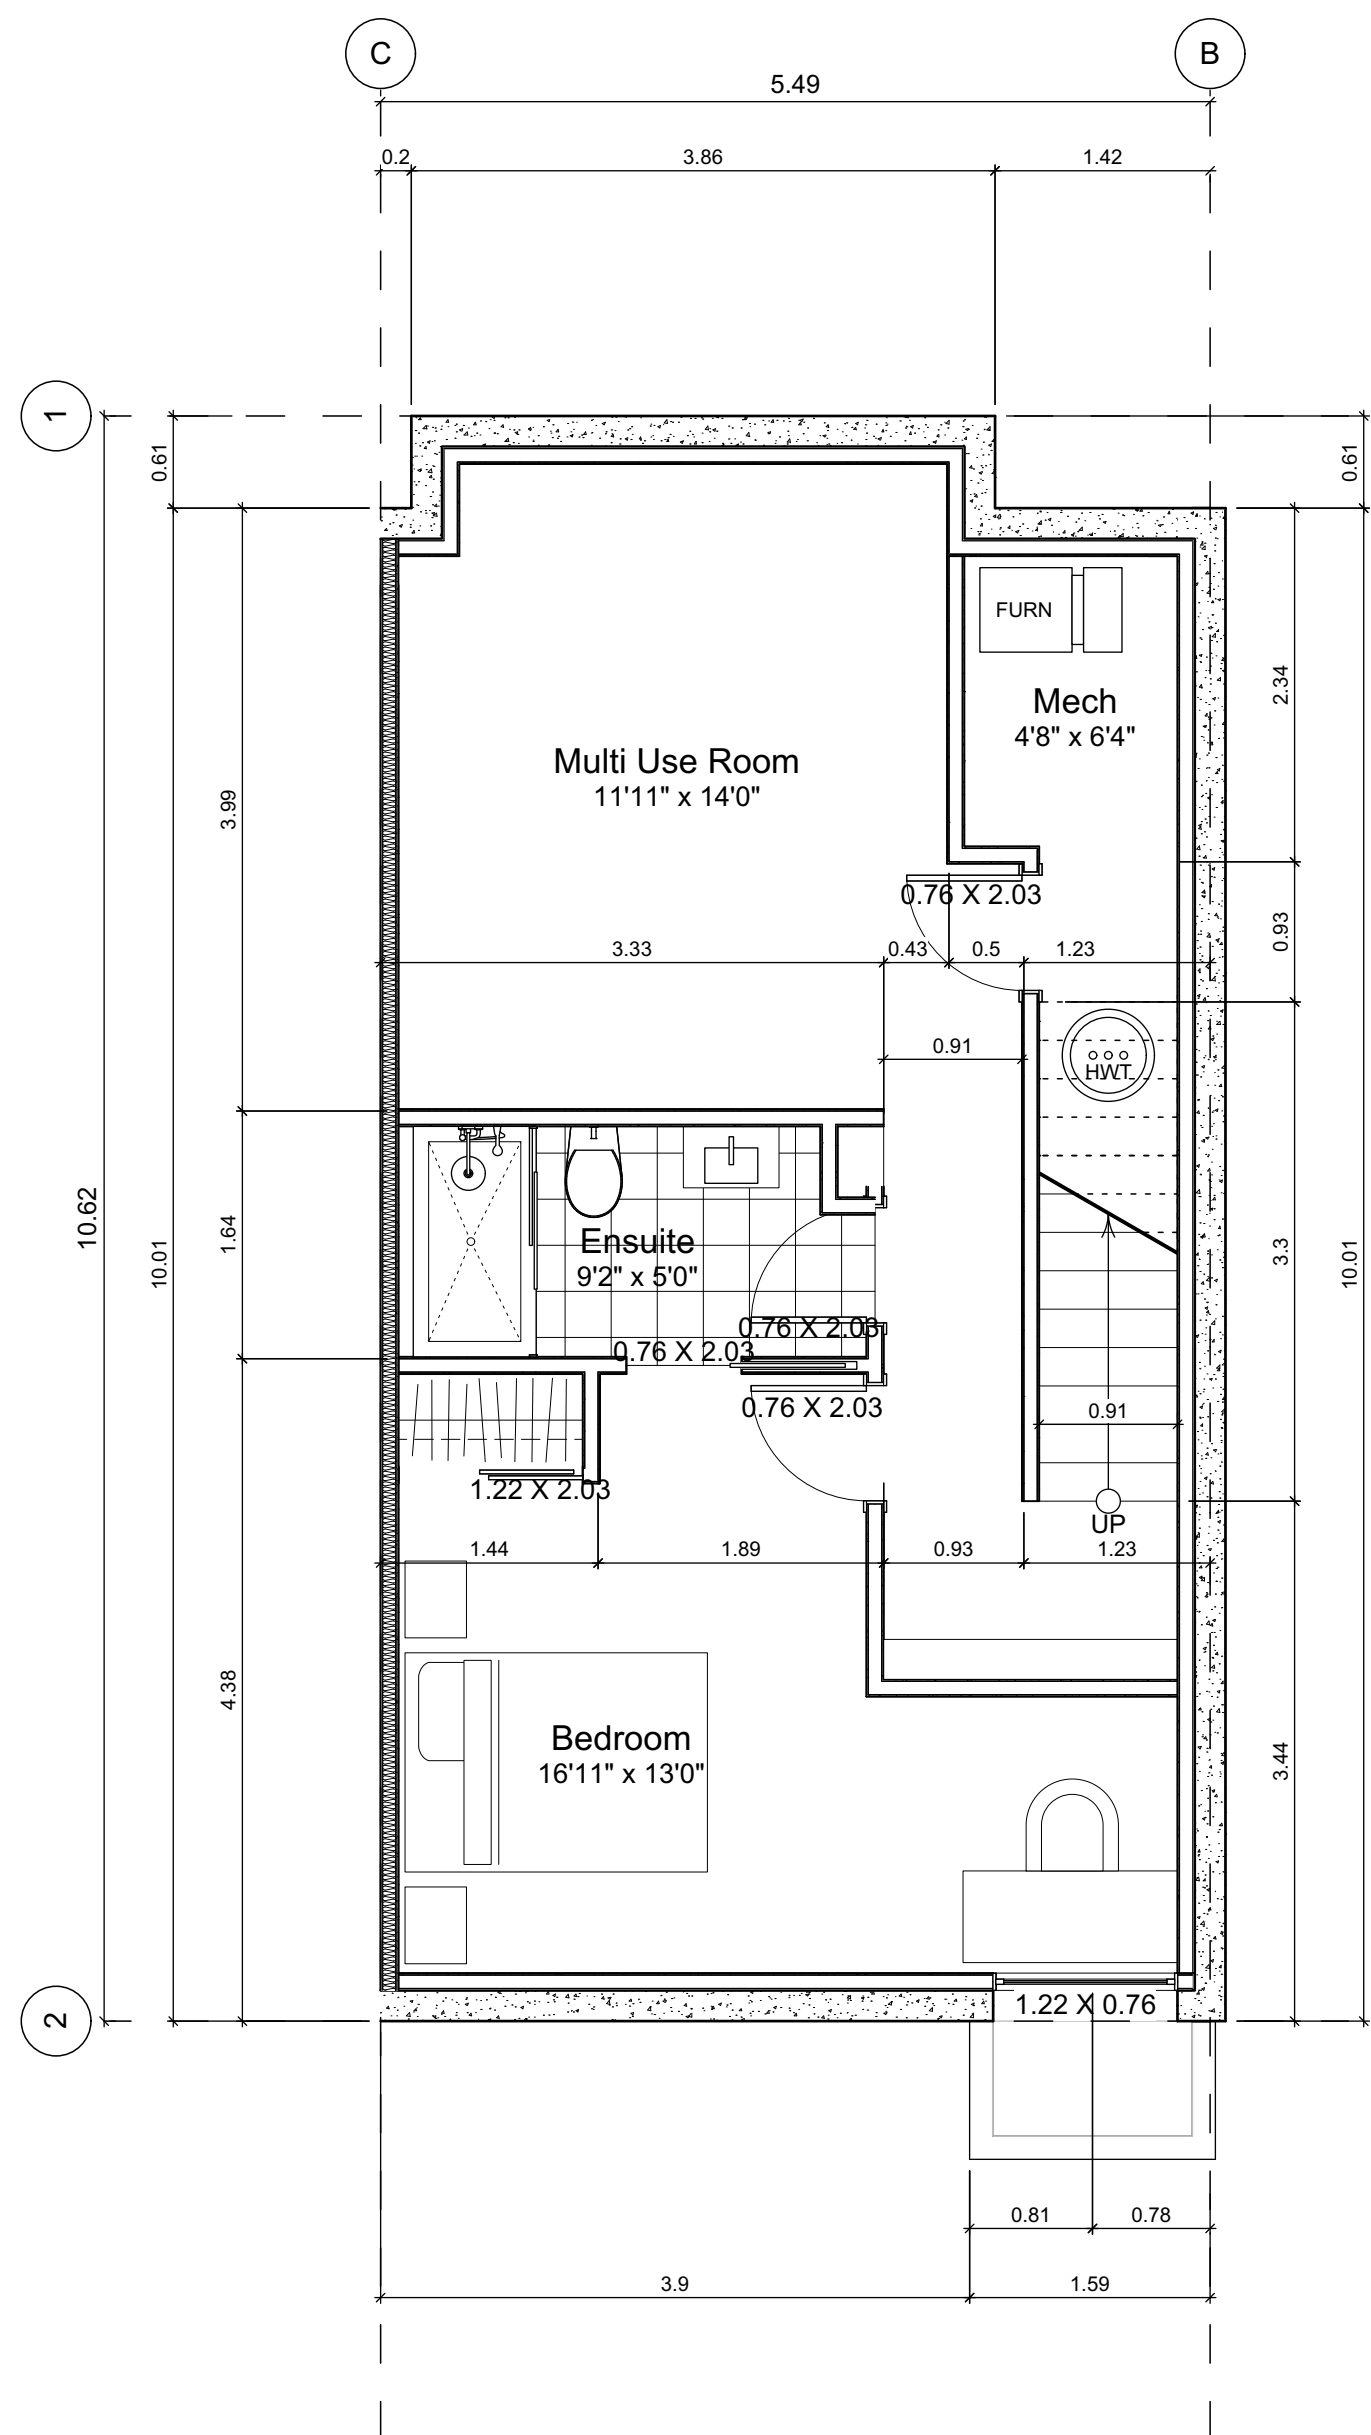 C
B
5.49
0.2
3.86
1.42
1
0.61
0.61
FURN
2.34
Mech
4'8" x 6'4"
Multi Use Room
11'11" x 14'0"
3.99
0.76 X 2.03
0.93
3.33
0.43
0.5
1.23
0.91
HWT
10.62
10.01
1.64
Ensuite
9'2" x 5'0"
3.3
10.01
0.76 X 2.03
0.76 X 2.03
0.76 X 2.03
0.91
1.22 X 2.03
UP
1.44
1.89
0.93
1.23
4.38
Bedroom
16'11" x 13'0"
3.44
2
1.22 X 0.76
0.81
0.78
3.9
1.59